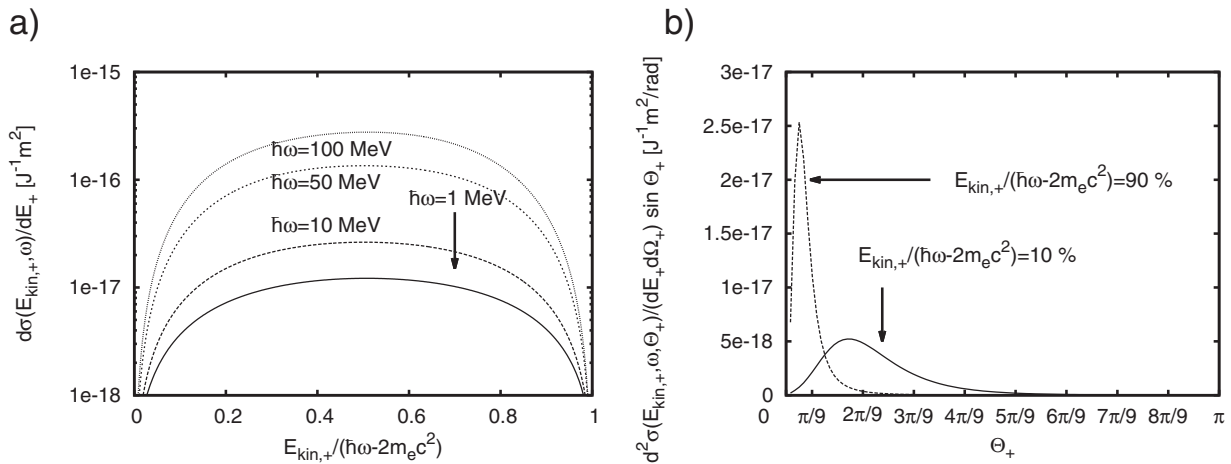 a)
dσ(E_kin,+,ω)/dE_+ [J^-1m^2]
1e-15
1e-16
1e-17
1e-18
ħω=100 MeV
ħω=50 MeV
ħω=1 MeV
ħω=10 MeV
0 0.2 0.4 0.6 0.8 1
E_kin,+/(ħω-2m_ec^2)
b)
d^2σ(E_kin,+,ω,Θ_+)/(dE_+dΩ_+) sin Θ_+ [J^-1m^2/rad]
3e-17
2.5e-17
2e-17
1.5e-17
1e-17
5e-18
0
E_kin,+/(ħω-2m_ec^2)=90 %
E_kin,+/(ħω-2m_ec^2)=10 %
0 π/9 2π/9 3π/9 4π/9 5π/9 6π/9 7π/9 8π/9 π
Θ_+